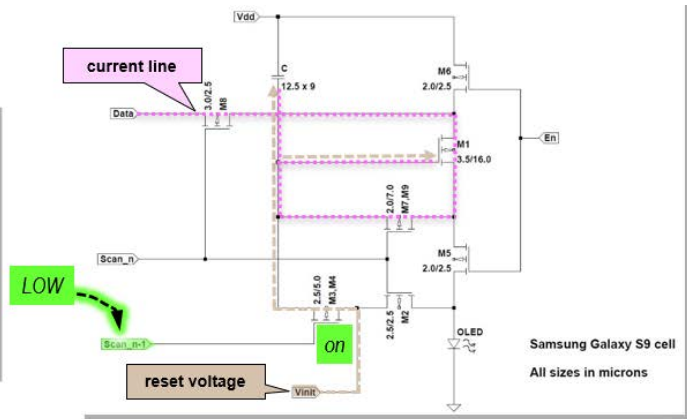 Vdd
current line
C
12.5 x 9
M6
2.0/2.5
3.0/2.5
M8
Data
En
M1
3.5/16.0
2.0/7.0
M7,M9
Scan_n
M5
2.0/2.5
LOW
2.5/5.0
M3,M4
2.5/2.5
M2
OLED
Scan_n-1
on
Samsung Galaxy S9 cell
reset voltage
Vinit
All sizes in microns